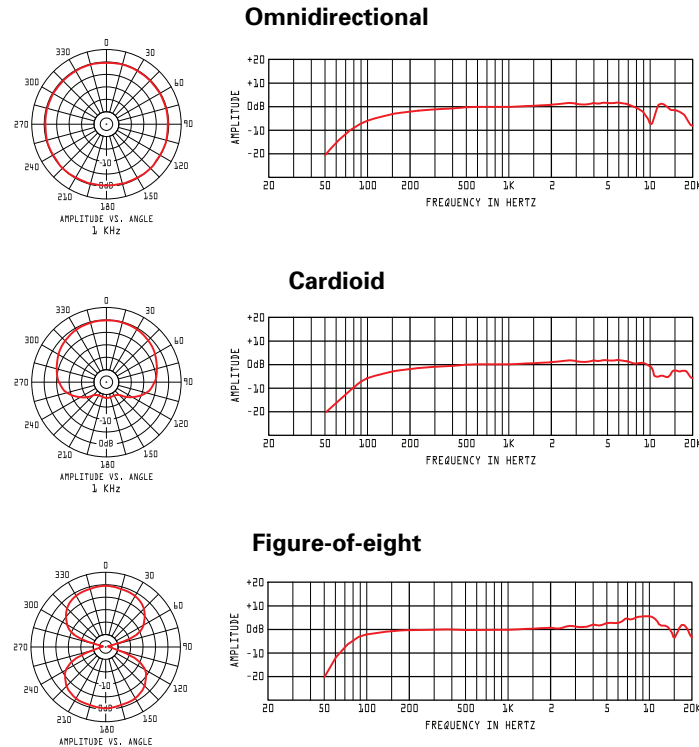 Omnidirectional
0
330 30
300 60
270 90
240 120
210 150
180
-10
0dB
AMPLITUDE VS. ANGLE
1 KHz
AMPLITUDE
+20
+10
0dB
-10
-20
20 50 100 200 500 1K 2 5 10 20K
FREQUENCY IN HERTZ
Cardioid
0
330 30
300 60
270 90
240 120
210 150
180
-10
0dB
AMPLITUDE VS. ANGLE
1 KHz
AMPLITUDE
+20
+10
0dB
-10
-20
20 50 100 200 500 1K 2 5 10 20K
FREQUENCY IN HERTZ
Figure-of-eight
0
330 30
300 60
270 90
240 120
210 150
180
-10
0dB
AMPLITUDE VS. ANGLE
AMPLITUDE
+20
+10
0dB
-10
-20
20 50 100 200 500 1K 2 5 10 20K
FREQUENCY IN HERTZ